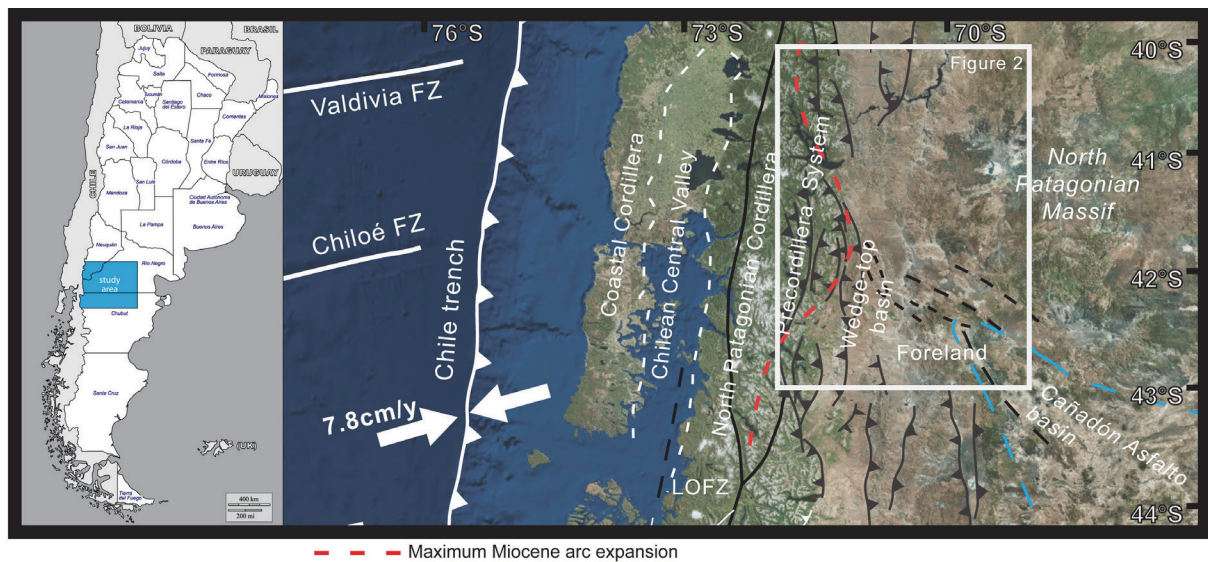 BOLIVIA
BRASIL
PARAGUAY
Jujuy
Salta
Formosa
Tucumán
Chaco
Misiones
Catamarca
Santiago
del Estero
Corrientes
La Rioja
Santa Fe
San Juan
Córdoba
Entre Ríos
CHILE
San Luis
URUGUAY
Mendoza
Ciudad Autónoma
de Buenos Aires
La Pampa
Buenos Aires
Neuquén
Río Negro
study
area
Chubut
Santa Cruz
(UK)
Tierra
del Fuego
400 km
200 mi
76°S
73°S
70°S
40°S
41°S
42°S
43°S
44°S
Figure 2
Valdivia FZ
Chiloé FZ
Chile trench
7.8cm/y
Coastal Cordillera
Chilean Central Valley
North Patagonian Cordillera
Precordillera System
Wedge-top
basin
Foreland
North
Patagonian
Massif
Cañadón Asfalto
basin
LOFZ
Maximum Miocene arc expansion